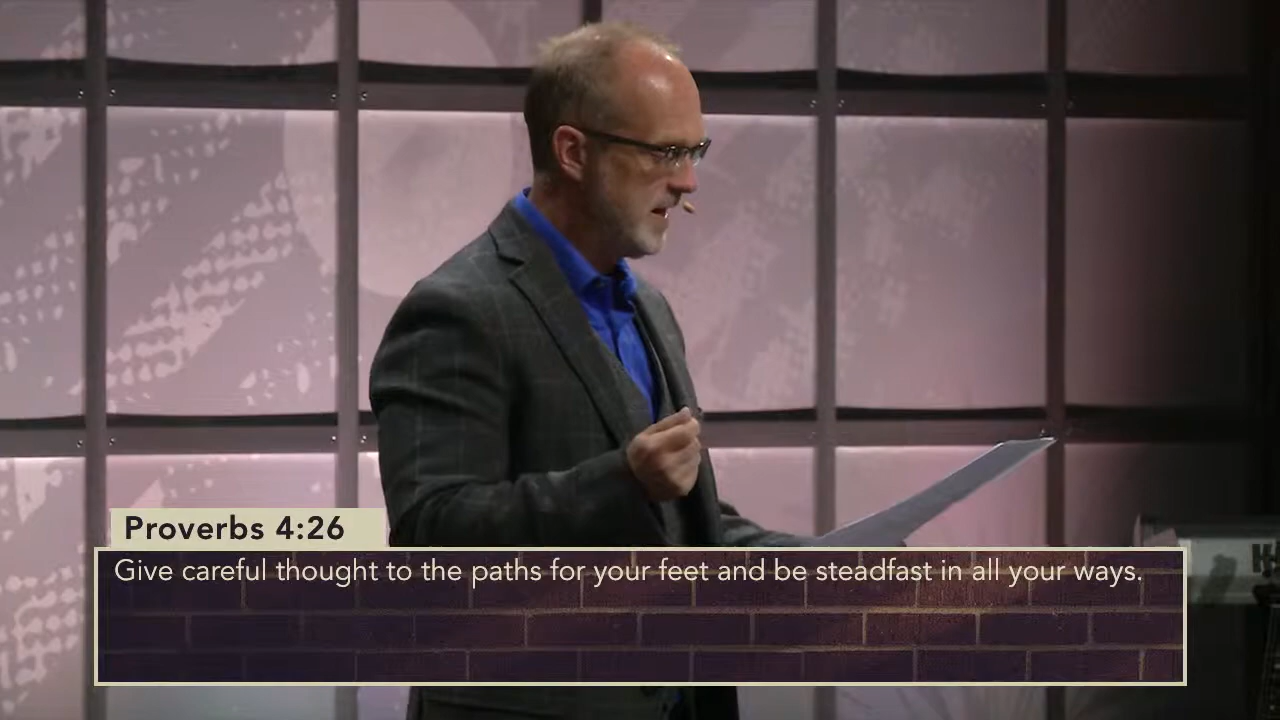 Proverbs 4:26
Give careful thought to the paths for your feet and be steadfast in all your ways.